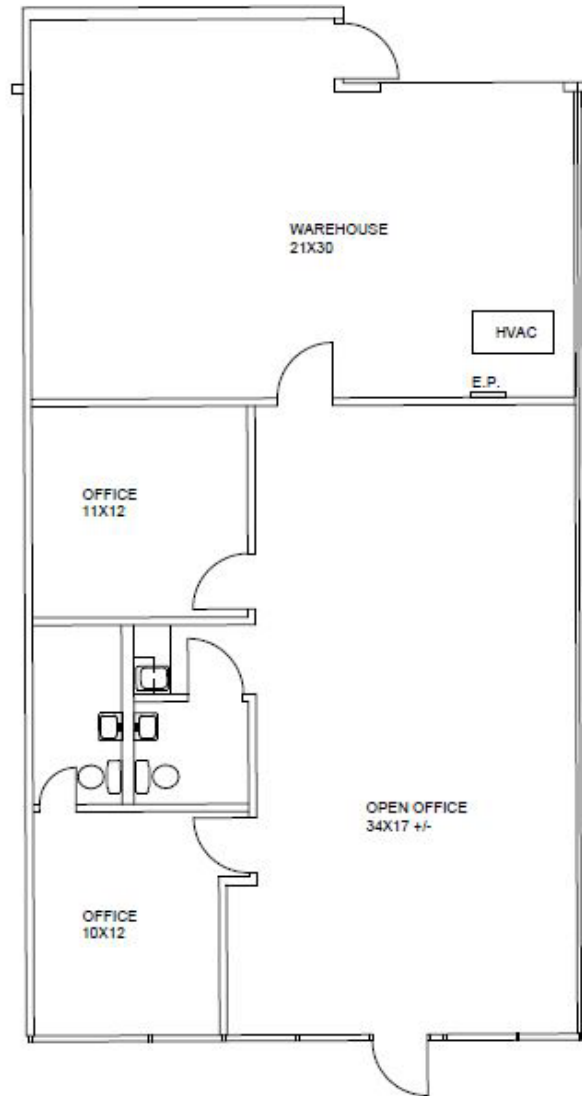 WAREHOUSE
21X30
HVAC
E.P.
OFFICE
11X12
OPEN OFFICE
34X17 +/-
OFFICE
10X12